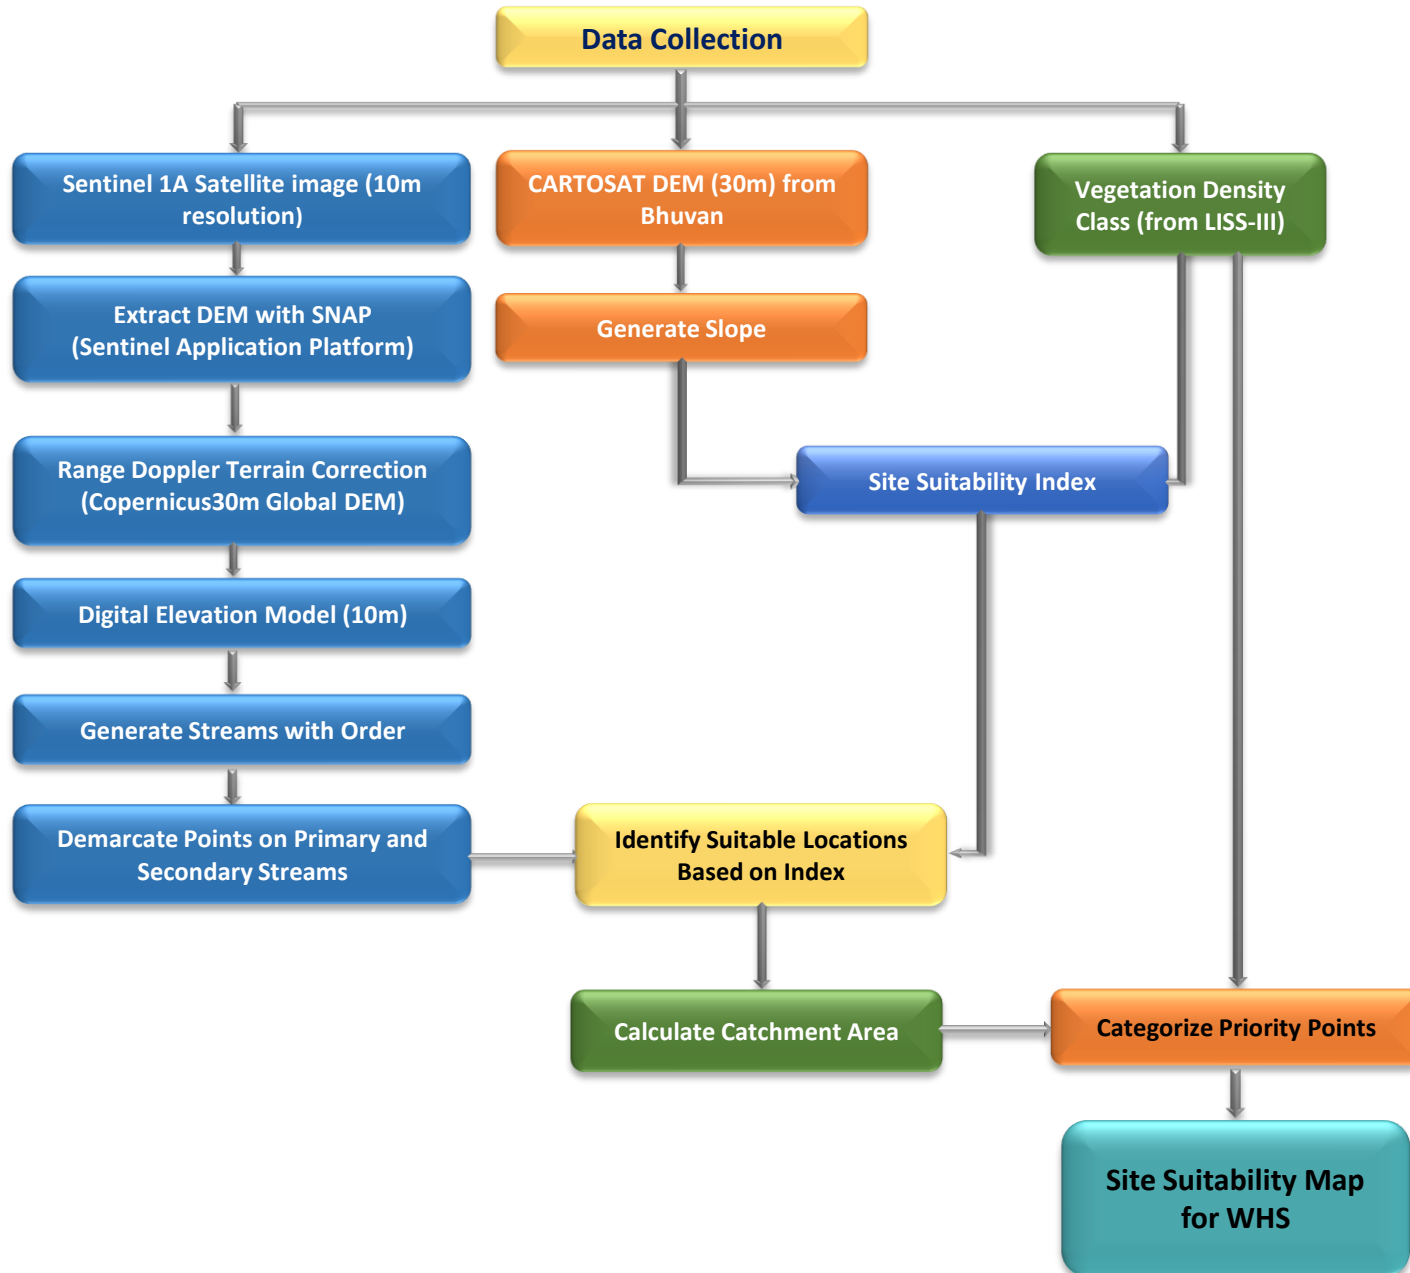 Data Collection
Sentinel 1A Satellite image (10m
resolution)
CARTOSAT DEM (30m) from
Bhuvan
Vegetation Density
Class (from LISS-III)
Extract DEM with SNAP
(Sentinel Application Platform)
Generate Slope
Range Doppler Terrain Correction
(Copernicus30m Global DEM)
Site Suitability Index
Digital Elevation Model (10m)
Generate Streams with Order
Demarcate Points on Primary and
Secondary Streams
Identify Suitable Locations
Based on Index
Calculate Catchment Area
Categorize Priority Points
Site Suitability Map
for WHS